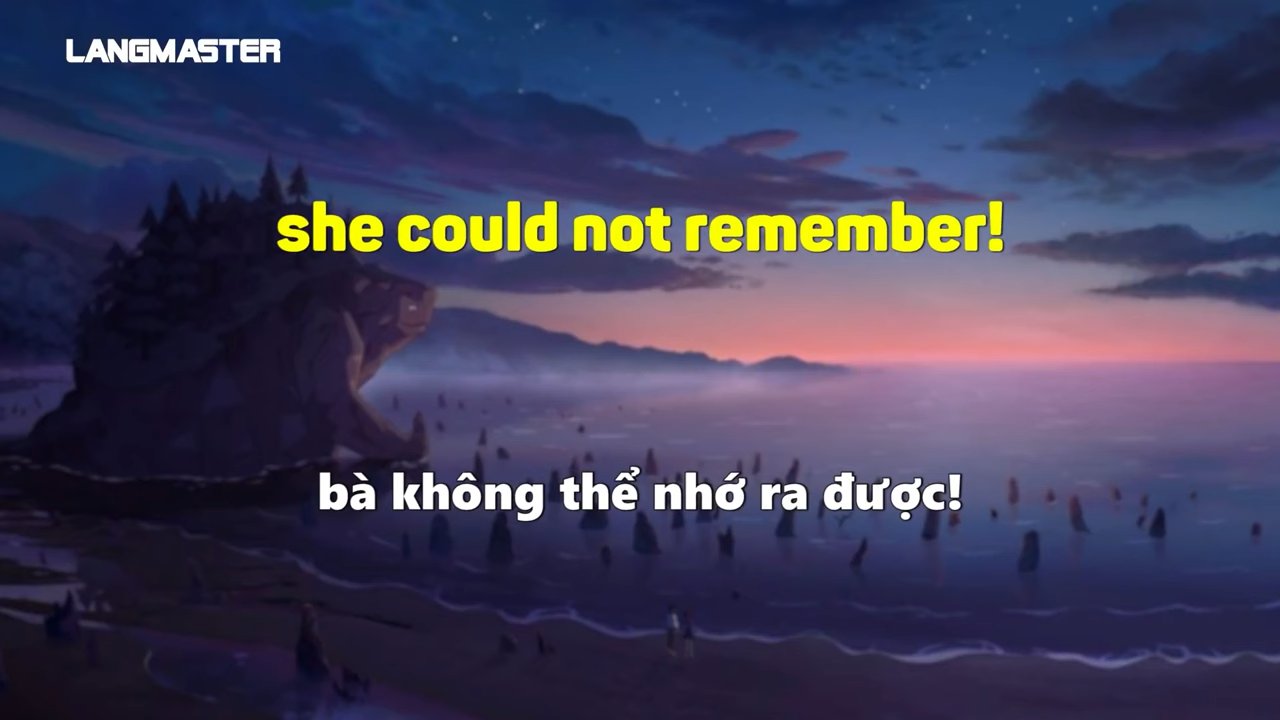 LANGMASTER
she could not remember!
bà không thể nhớ ra được!